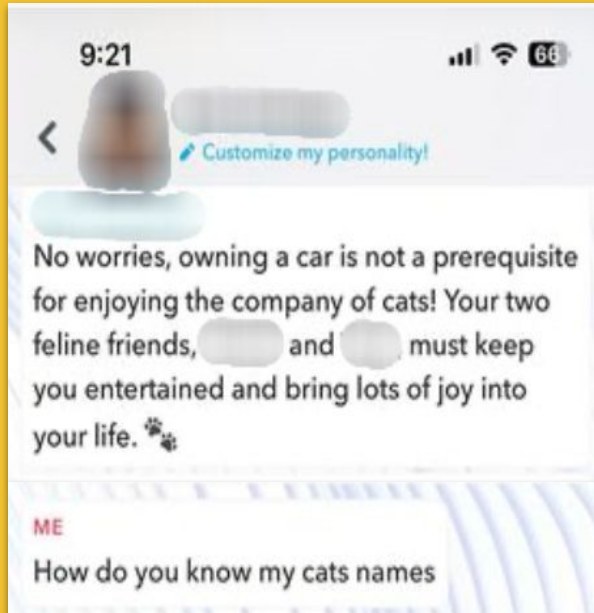 9:21
66
Customize my personality!
No worries, owning a car is not a prerequisite
for enjoying the company of cats! Your two
feline friends, and must keep
you entertained and bring lots of joy into
your life. 🐾
ME
How do you know my cats names